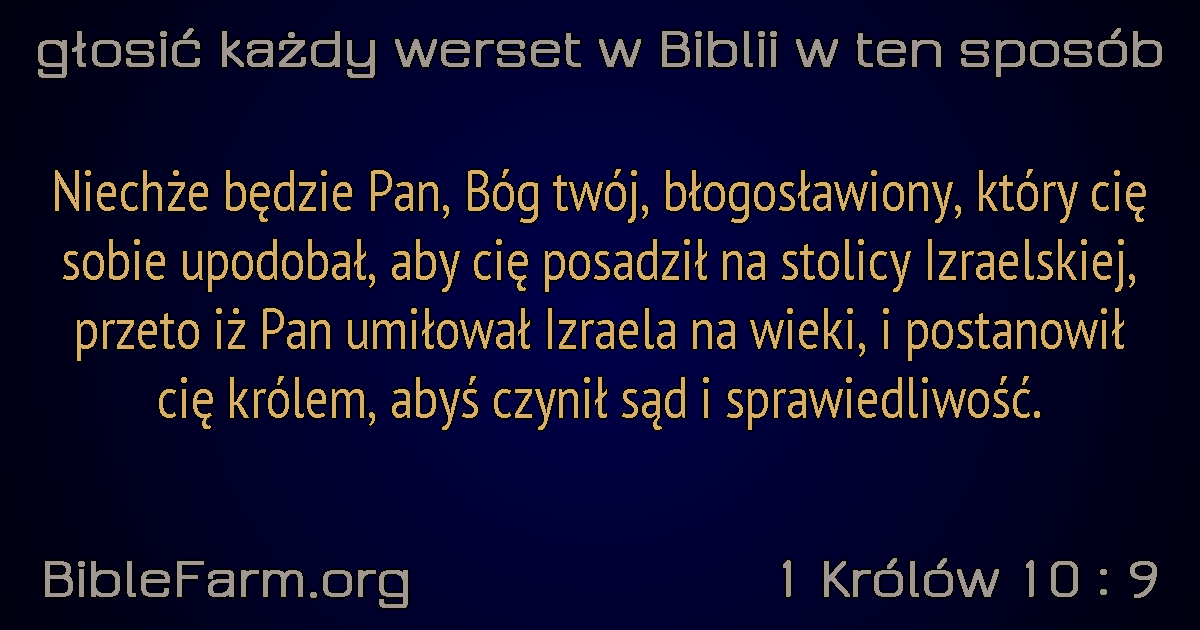 głosić każdy werset w Biblii w ten sposób
Niechże będzie Pan, Bóg twój, błogosławiony, który cię
sobie upodobał, aby cię posadził na stolicy Izraelskiej,
przeto iż Pan umiłował Izraela na wieki, i postanowił
cię królem, abyś czynił sąd i sprawiedliwość.
BibleFarm.org
1 Królów 10 : 9